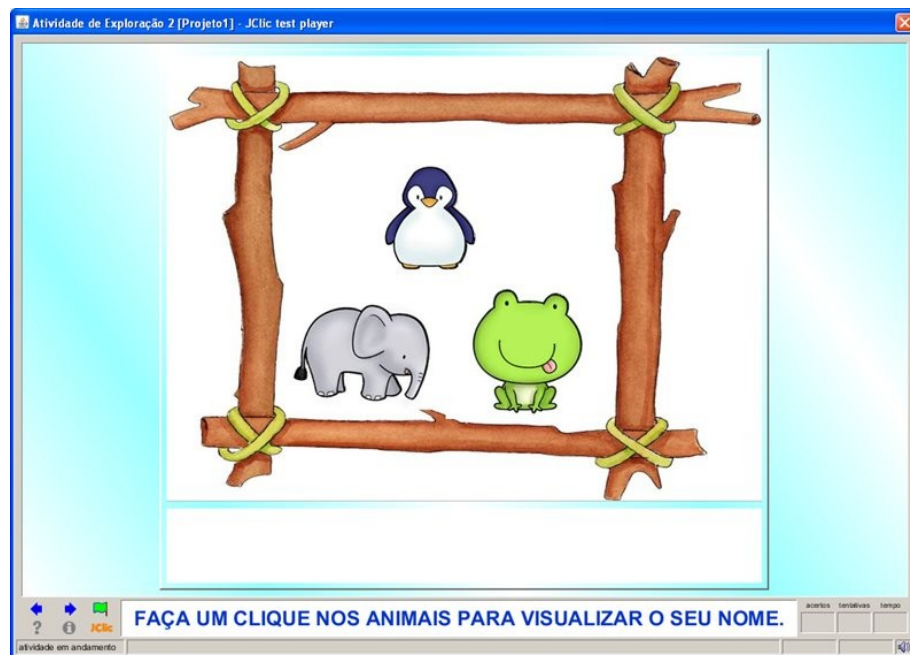 Atividade de Exploração 2 [Projeto1] - JClic test player
acertos tentativas tempo
FAÇA UM CLIQUE NOS ANIMAIS PARA VISUALIZAR O SEU NOME.
? i JClic
atividade em andamento